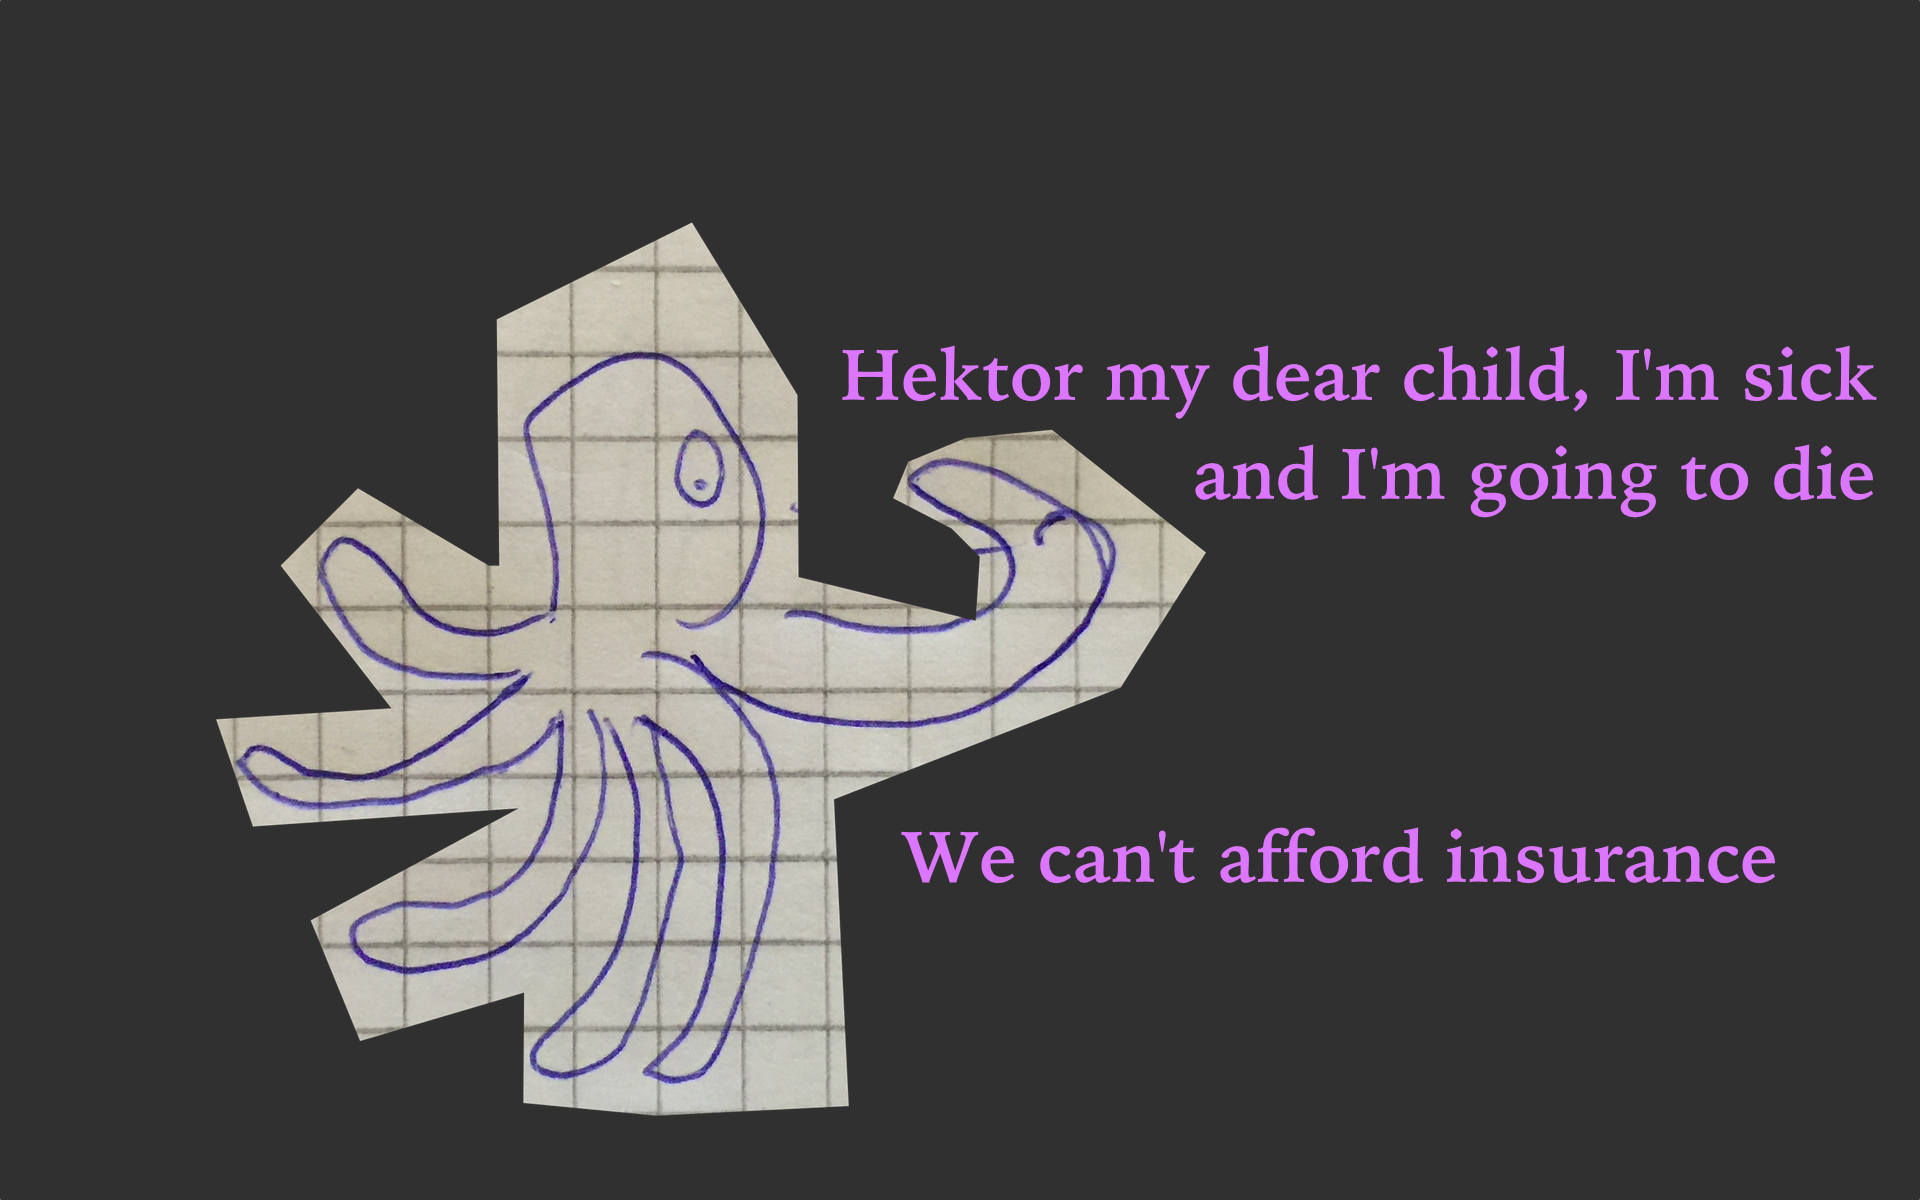 Hektor my dear child, I'm sick
and I'm going to die
We can't afford insurance